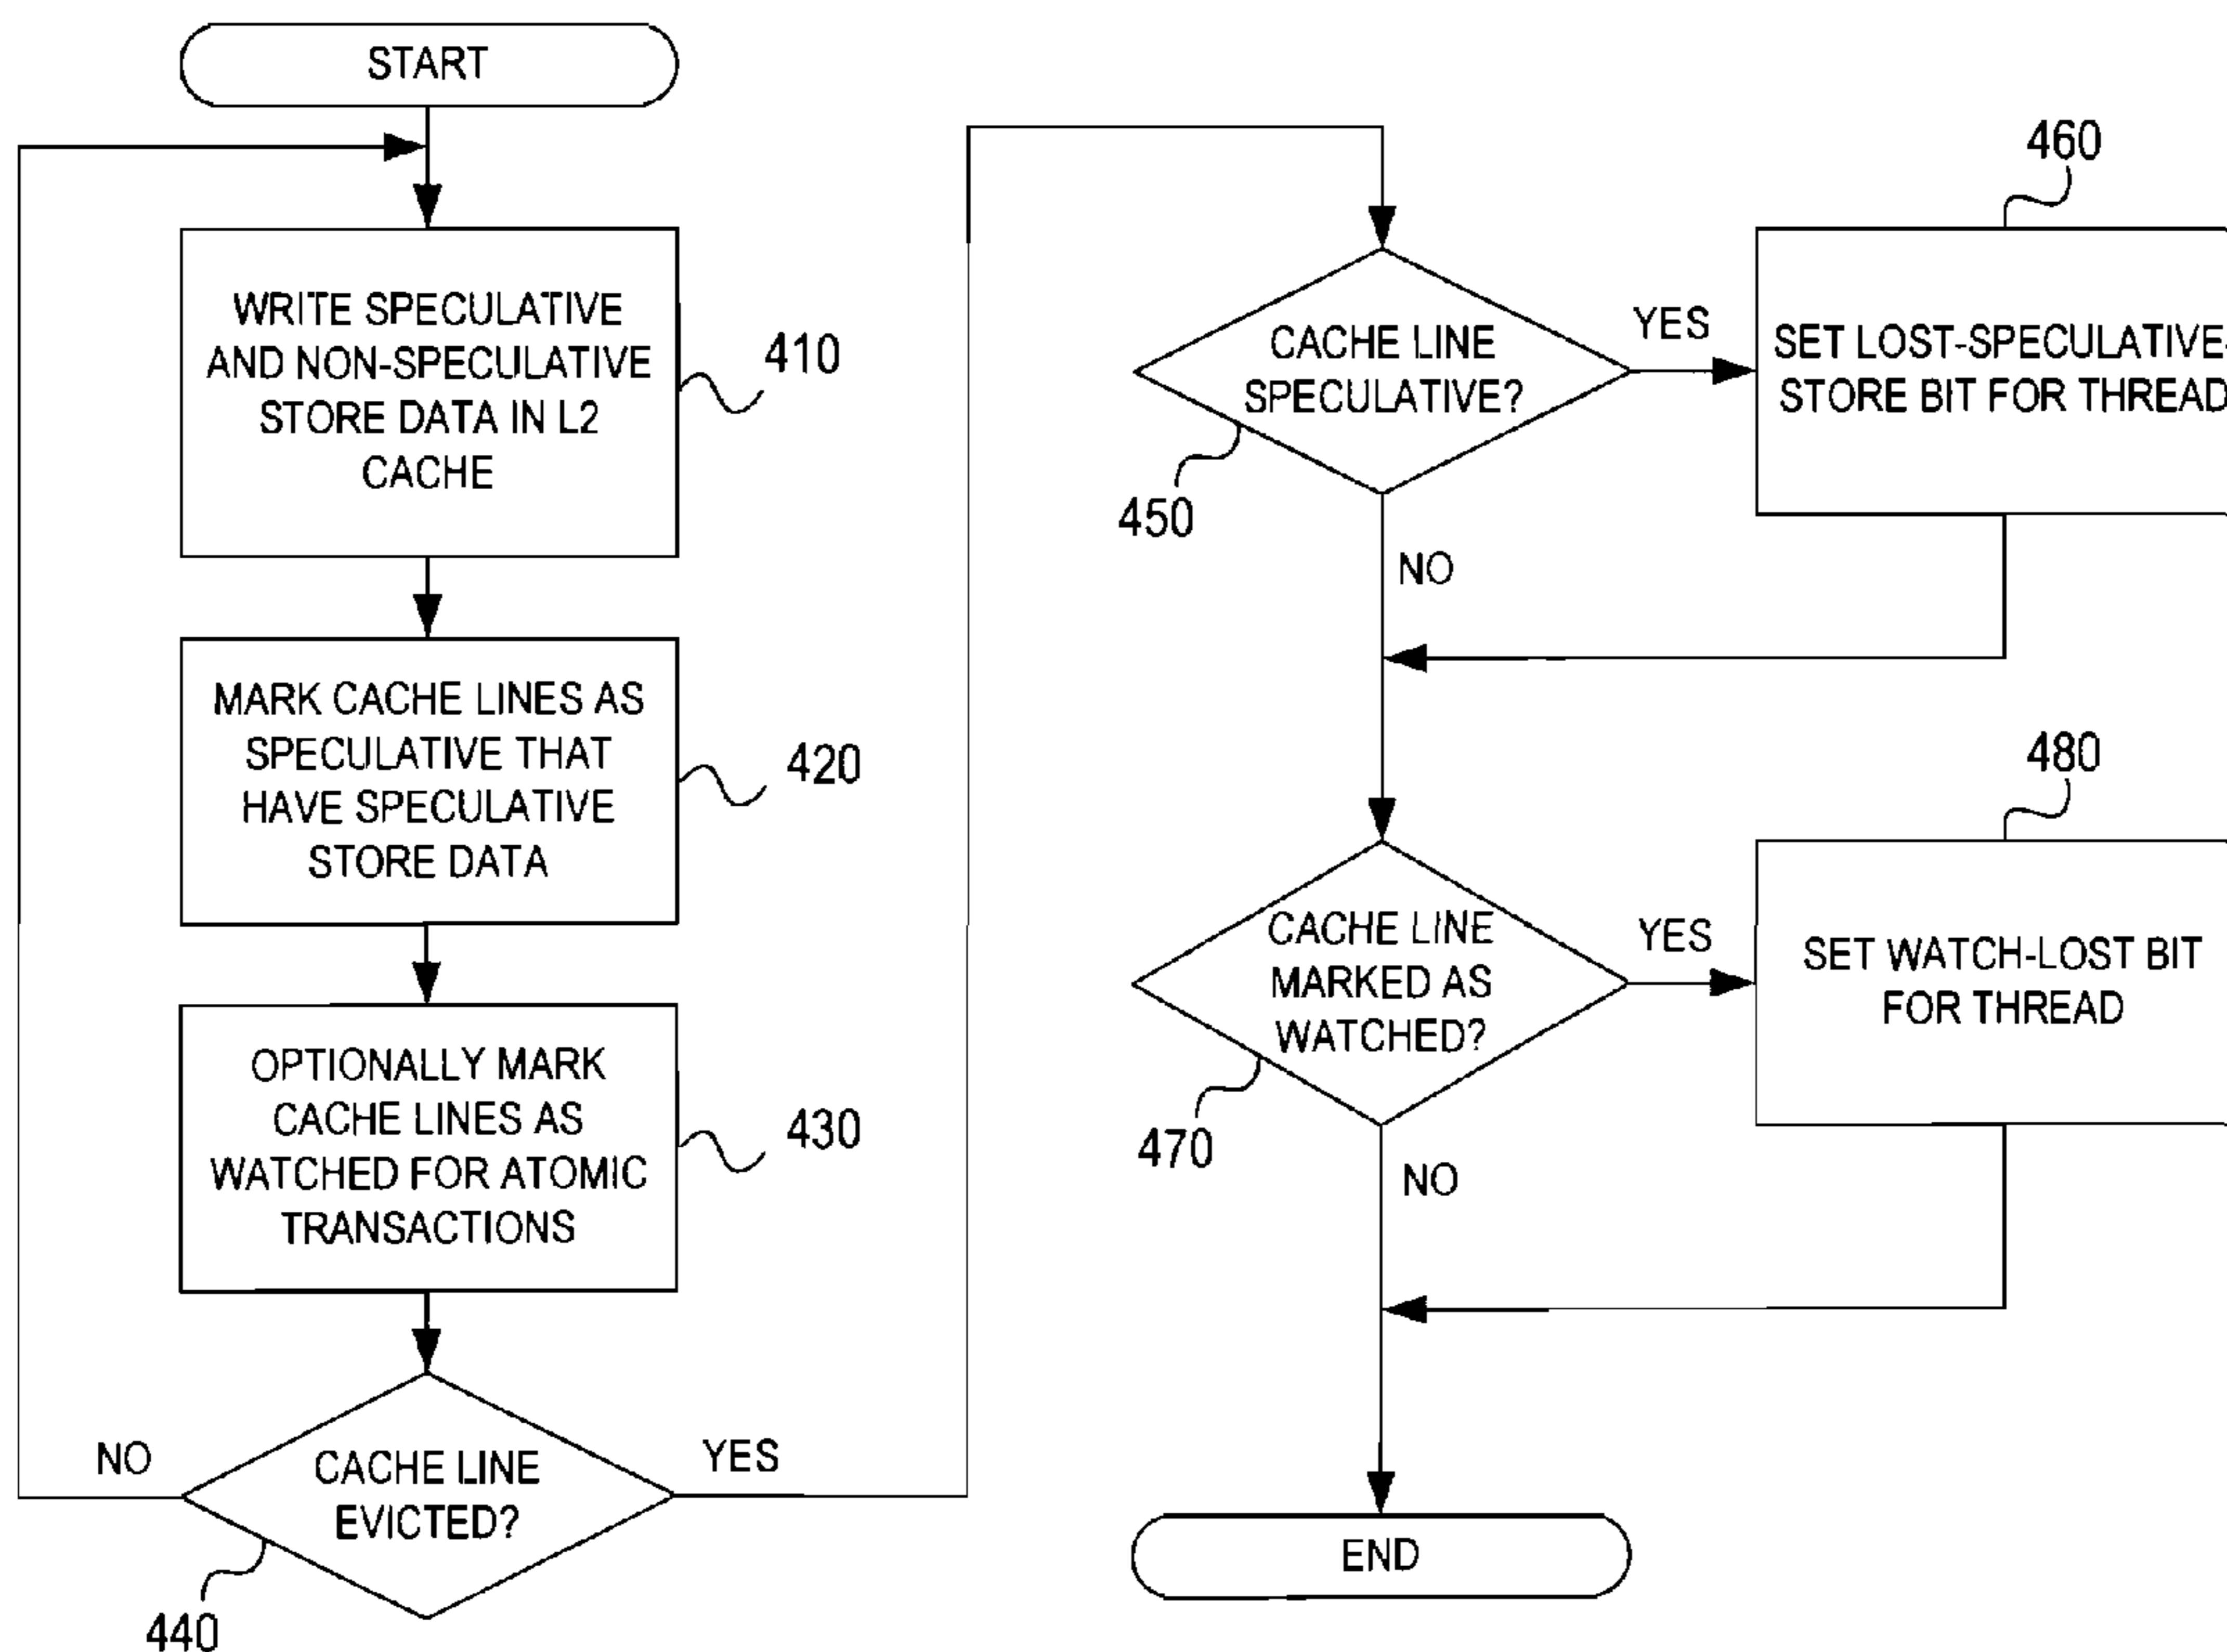 START
WRITE SPECULATIVE
AND NON-SPECULATIVE
STORE DATA IN L2
CACHE
410
MARK CACHE LINES AS
SPECULATIVE THAT
HAVE SPECULATIVE
STORE DATA
420
OPTIONALLY MARK
CACHE LINES AS
WATCHED FOR ATOMIC
TRANSACTIONS
430
CACHE LINE
EVICTED?
NO
YES
440
CACHE LINE
SPECULATIVE?
YES
NO
450
460
SET LOST-SPECULATIVE-
STORE BIT FOR THREAD
CACHE LINE
MARKED AS
WATCHED?
YES
NO
470
480
SET WATCH-LOST BIT
FOR THREAD
END